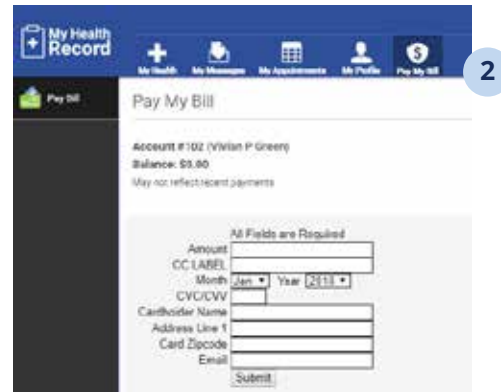 My Health
Record
My Health My Messages My Appointments My Profile Pay My Bill
2
Pay Bill
Pay My Bill
Account #102 (Vivian P Green)
Balance: $0.00
May not reflect recent payments
All Fields are Required
Amount
CC LABEL
Month Jan Year 2018
CVC/CVV
Cardholder Name
Address Line 1
Card Zipcode
Email
Submit